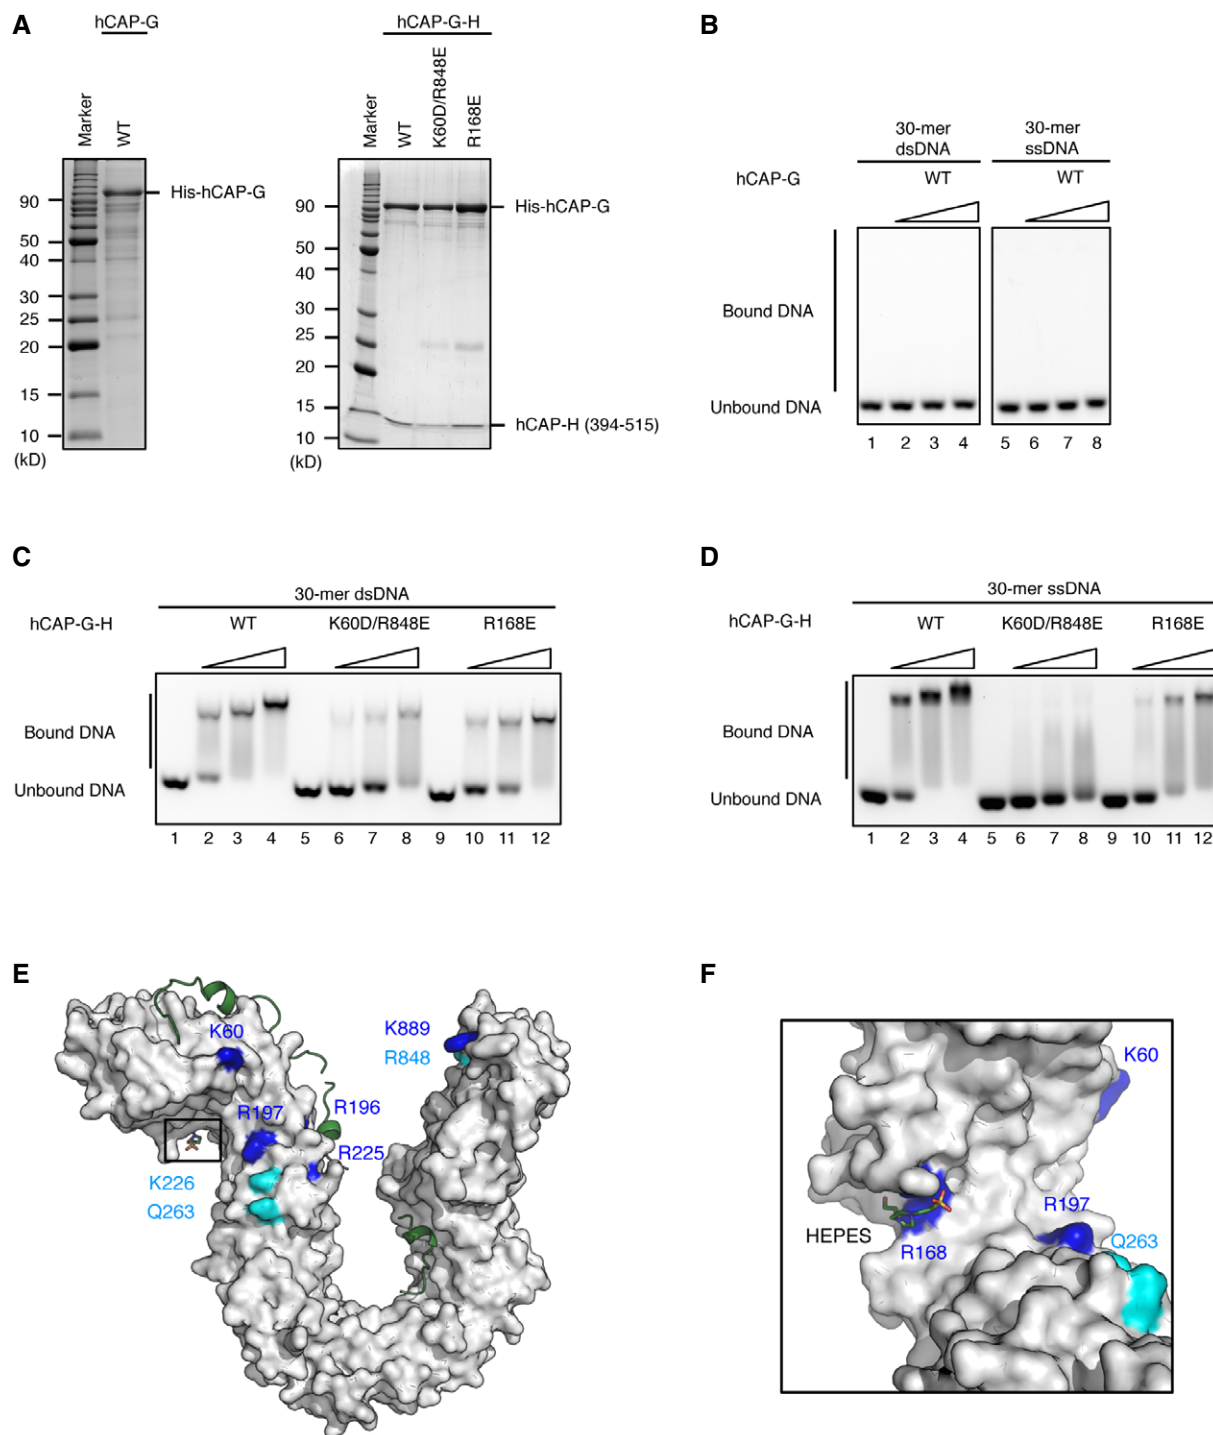 A
hCAP-G
Marker
WT
90
50
40
30
25
20
15
10
(kD)
His-hCAP-G
hCAP-G-H
Marker
WT
K60D/R848E
R168E
90
50
40
30
25
20
15
10
(kD)
His-hCAP-G
hCAP-H (394-515)
B
30-mer
dsDNA
30-mer
ssDNA
hCAP-G
WT
WT
Bound DNA
Unbound DNA
1 2 3 4 5 6 7 8
C
30-mer dsDNA
hCAP-G-H
WT
K60D/R848E
R168E
Bound DNA
Unbound DNA
1 2 3 4 5 6 7 8 9 10 11 12
D
30-mer ssDNA
hCAP-G-H
WT
K60D/R848E
R168E
Bound DNA
Unbound DNA
1 2 3 4 5 6 7 8 9 10 11 12
E
K60
K889
R848
R197
R196
R225
K226
Q263
F
K60
R197
HEPES
R168
Q263